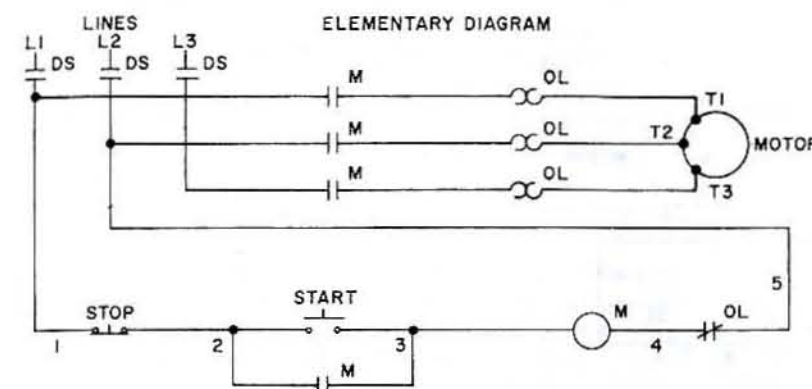 LINES ELEMENTARY DIAGRAM
L1 L2 L3
DS DS DS
M OL
T1
M OL T2 MOTOR
M OL
T3
5
STOP START M OL
1 2 3 4
M